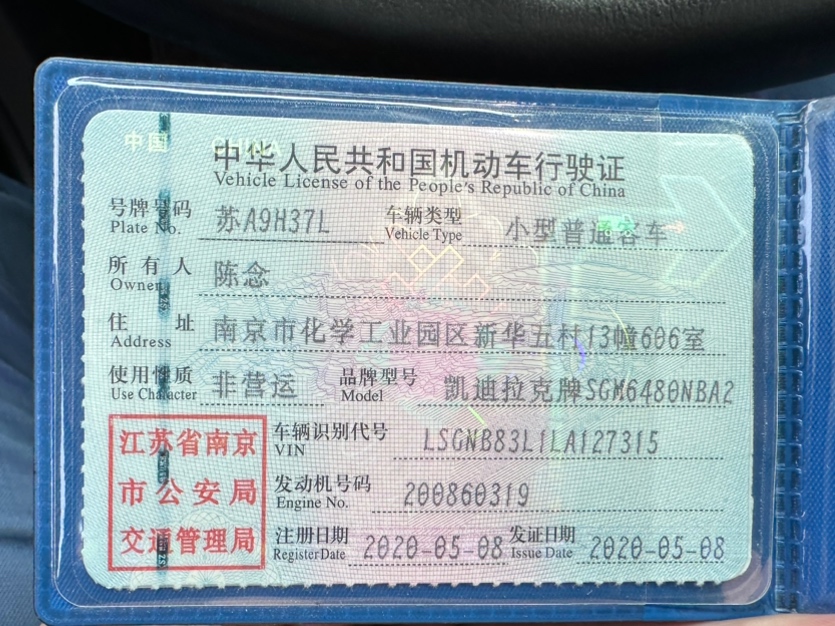 中国 CHINA
中华人民共和国机动车行驶证
Vehicle License of the People's Republic of China
号牌号码 苏A9H37L 车辆类型 小型普通客车
Plate No. Vehicle Type
所有人 陈念
Owner
住址 南京市化学工业园区新华五村13幢606室
Address
使用性质 非营运 品牌型号 凯迪拉克牌SGM6480NBA2
Use Character Model
江苏省南京
市公安局
交通管理局
车辆识别代号 LSGNB83L1LA127315
VIN
发动机号码 200860319
Engine No.
注册日期 2020-05-08 发证日期 2020-05-08
Register Date Issue Date